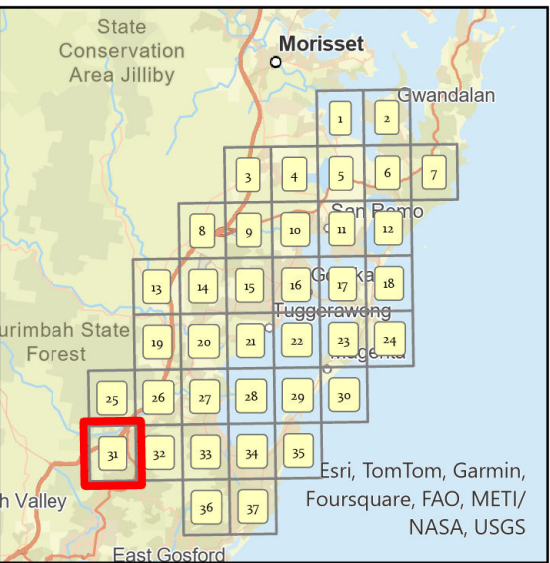 State
Conservation
Area Jilliby
Morisset
Gwandalan
1 2
3 4 5 6 7
San Remo
8 9 10 11 12
13 14 15 16 17 18
Tuggerawong
urimbah State
Forest
19 20 21 22 23 24
25 26 27 28 29 30
31 32 33 34 35
h Valley
Esri, TomTom, Garmin,
Foursquare, FAO, METI/
NASA, USGS
36 37
East Gosford